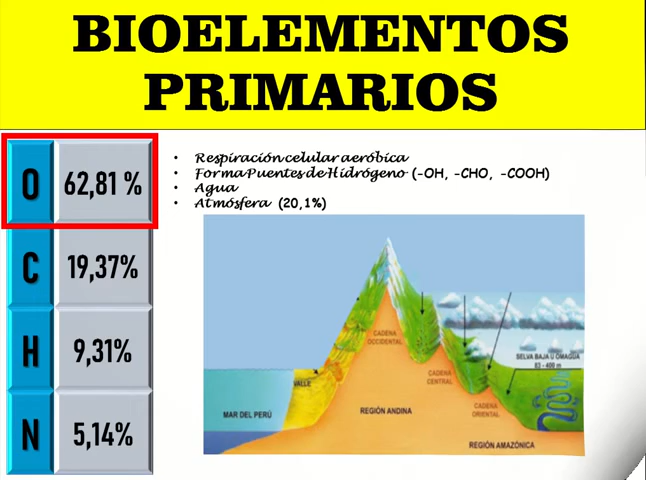 BIOELEMENTOS
PRIMARIOS
O 62,81 %
C 19,37%
H 9,31%
N 5,14%
• Respiración celular aeróbica
• Forma Puentes de Hidrógeno (-OH, -CHO, -COOH)
• Agua
• Atmósfera (20,1%)
CADENA
OCCIDENTAL
SELVA BAJA U OMAGUA
83 - 400 m
VALLE
CADENA
CENTRAL
MAR DEL PERÚ
REGIÓN ANDINA
CADENA
ORIENTAL
REGIÓN AMAZÓNICA